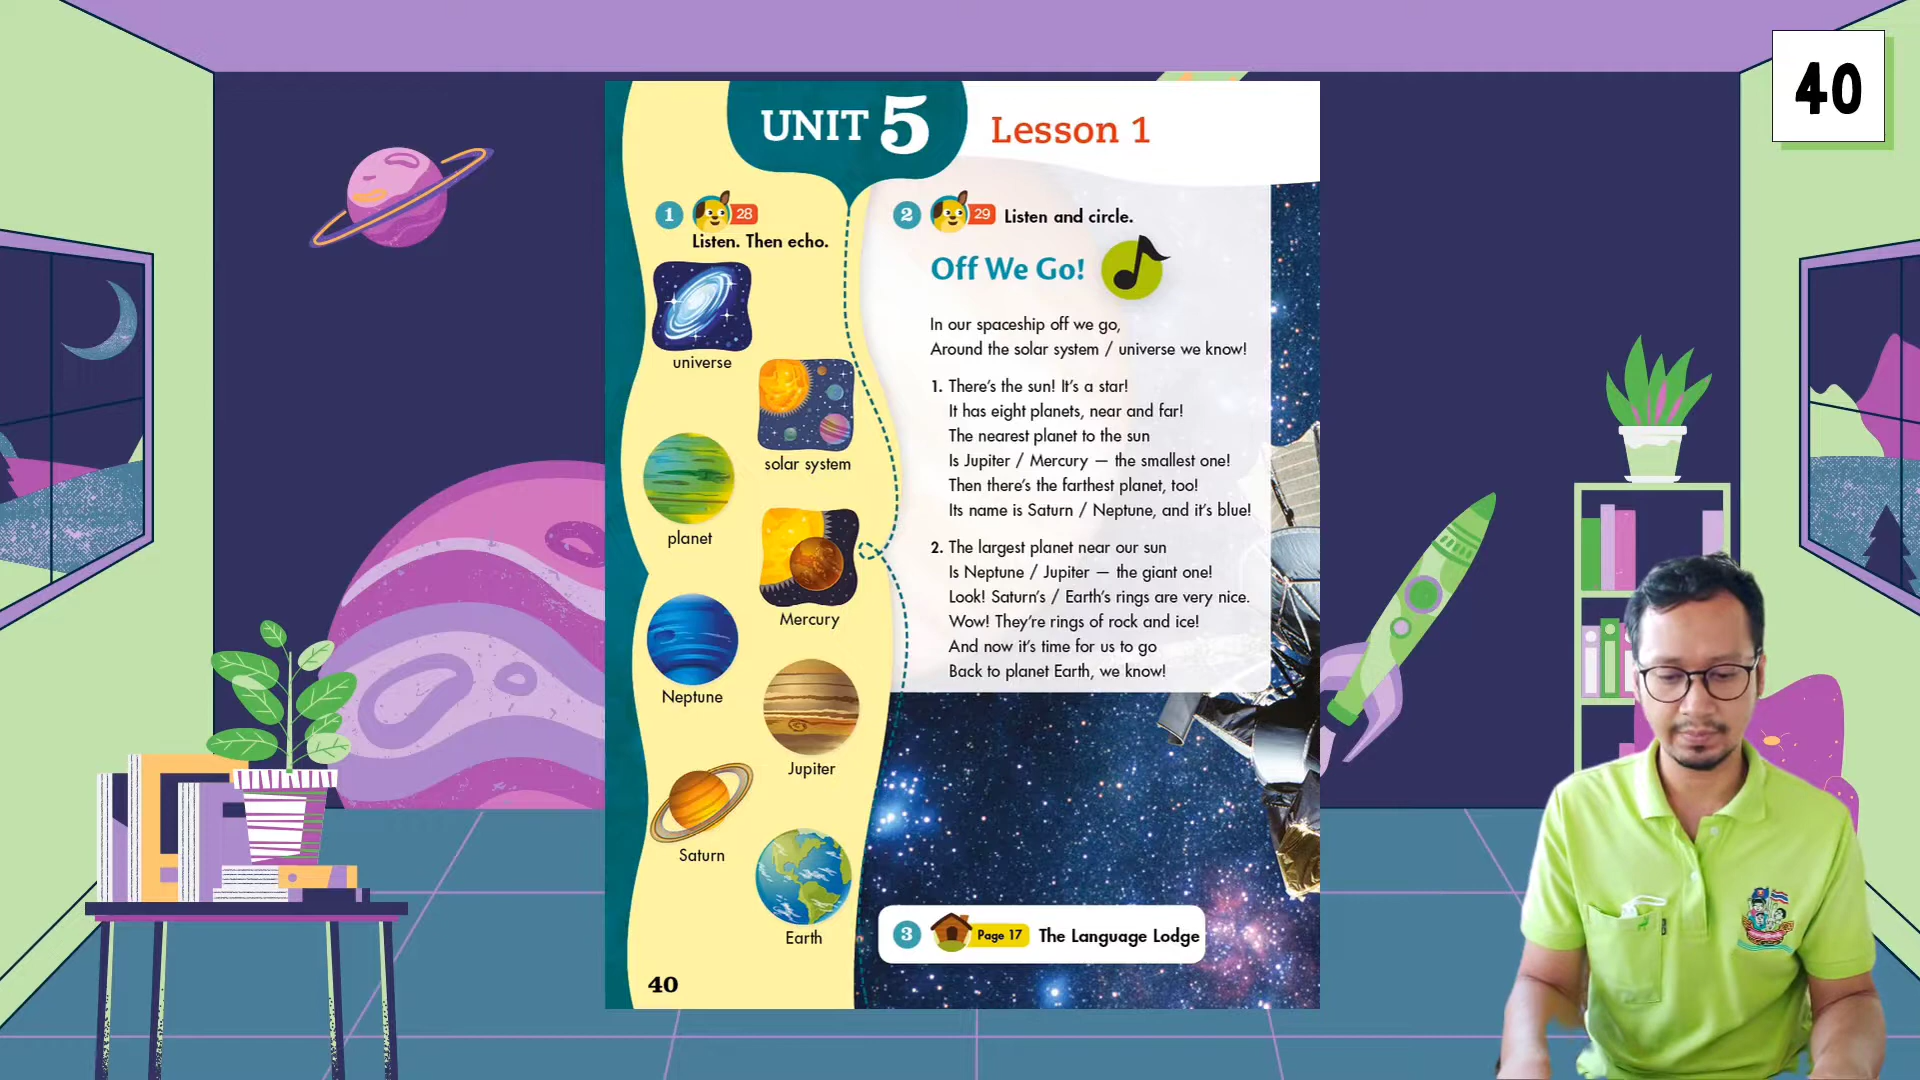 40
UNIT 5
Lesson 1
1
28
Listen. Then echo.
universe
solar system
planet
Mercury
Neptune
Jupiter
Saturn
Earth
40
2
29
Listen and circle.
Off We Go!
In our spaceship off we go,
Around the solar system / universe we know!
1. There's the sun! It's a star!
It has eight planets, near and far!
The nearest planet to the sun
Is Jupiter / Mercury — the smallest one!
Then there's the farthest planet, too!
Its name is Saturn / Neptune, and it's blue!
2. The largest planet near our sun
Is Neptune / Jupiter — the giant one!
Look! Saturn's / Earth's rings are very nice.
Wow! They're rings of rock and ice!
And now it's time for us to go
Back to planet Earth, we know!
3
Page 17
The Language Lodge